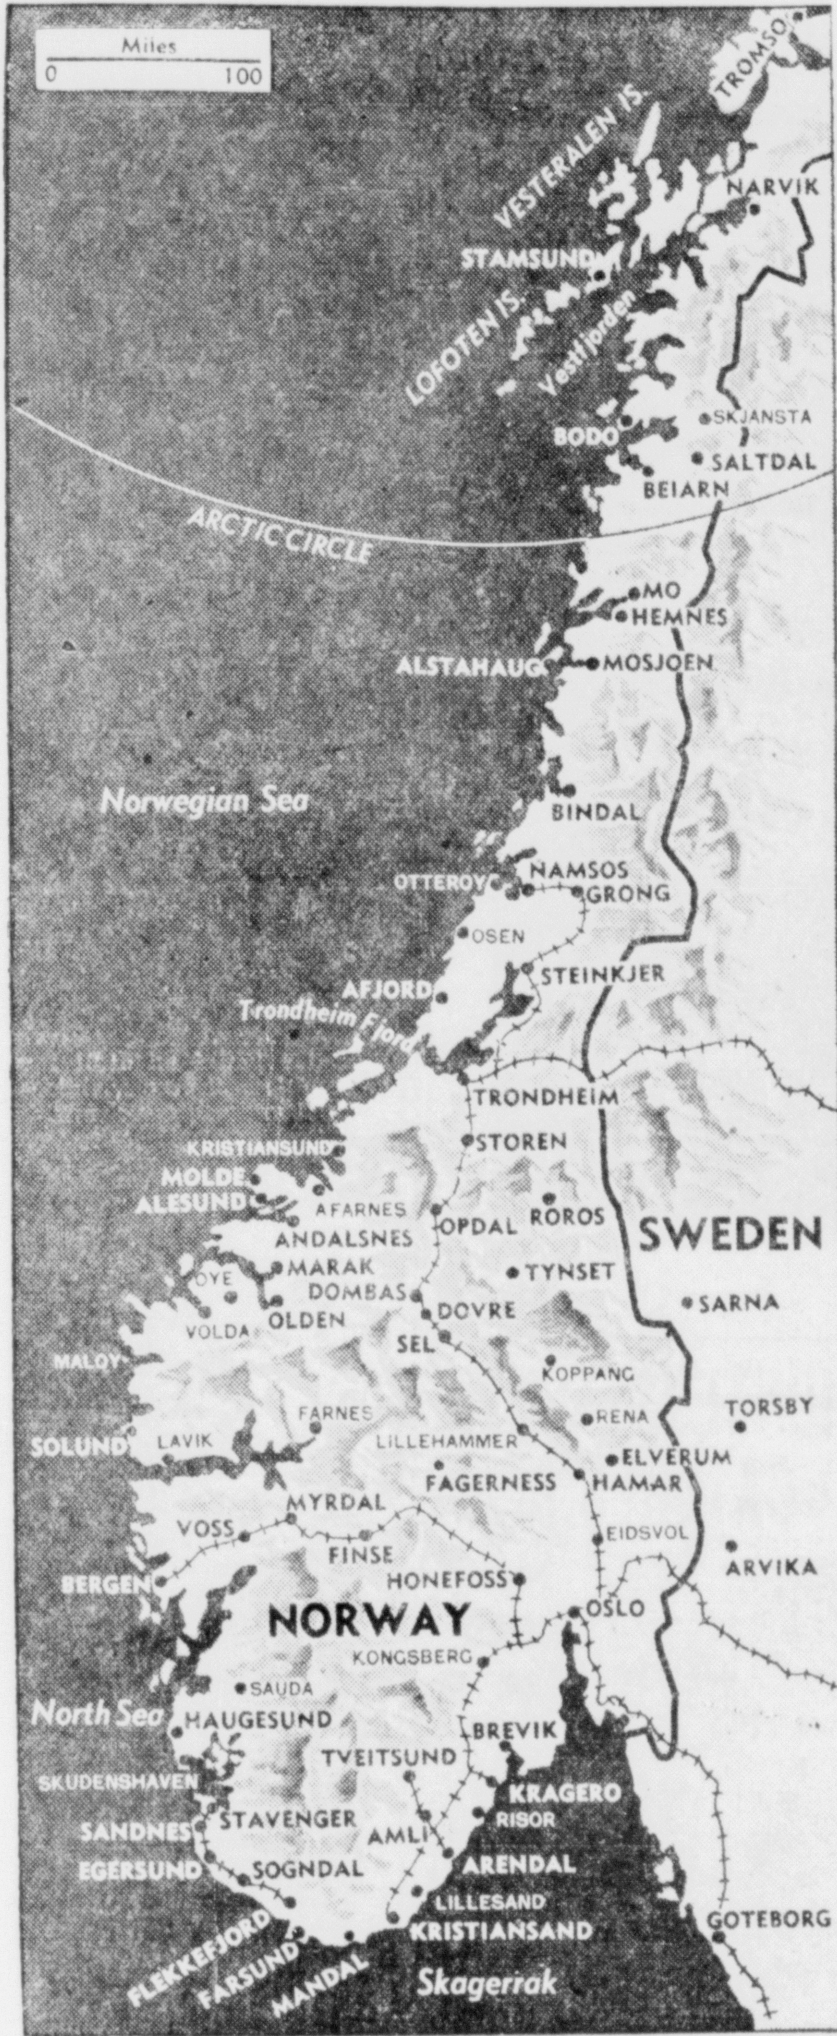 Miles
0 100
TROMSO
VESTERALEN IS.
NARVIK
STAMSUND
LOFOTEN IS.
Vestfjorden
SKJANSTA
BODO
SALTDAL
BEIARN
ARCTIC CIRCLE
MO
HEMNES
ALSTAHAUG
MOSJOEN
Norwegian Sea
BINDAL
NAMSOS
OTTEROY
GRONG
OSEN
STEINKJER
AFJORD
Trondheim Fjord
TRONDHEIM
STOREN
KRISTIANSUND
MOLDE
ALESUND
AFARNES
ROROS
OPDAL
ANDALSNES
SWEDEN
MARAK
TYNSET
OYE
DOMBAS
SARNA
OLDEN
DOVRE
VOLDA
SEL
MALOY
KOPPANG
FARNES
RENA
TORSBY
SOLUND
LAVIK
LILLEHAMMER
ELVERUM
FAGERNESS
HAMAR
MYRDAL
VOSS
EIDSVOL
FINSE
ARVIKA
BERGEN
HONEFOSS
NORWAY
OSLO
KONGSBERG
SAUDA
North Sea
HAUGESUND
BREVIK
TVEITSUND
SKUDENSHAVEN
KRAGERO
STAVENGER
RISOR
SANDNES
AMLI
EGERSUND
SOGNDAL
ARENDAL
LILLESAND
GOTEBORG
KRISTIANSAND
FLEKKEFJORD
FARSUND
MANDAL
Skagerrak